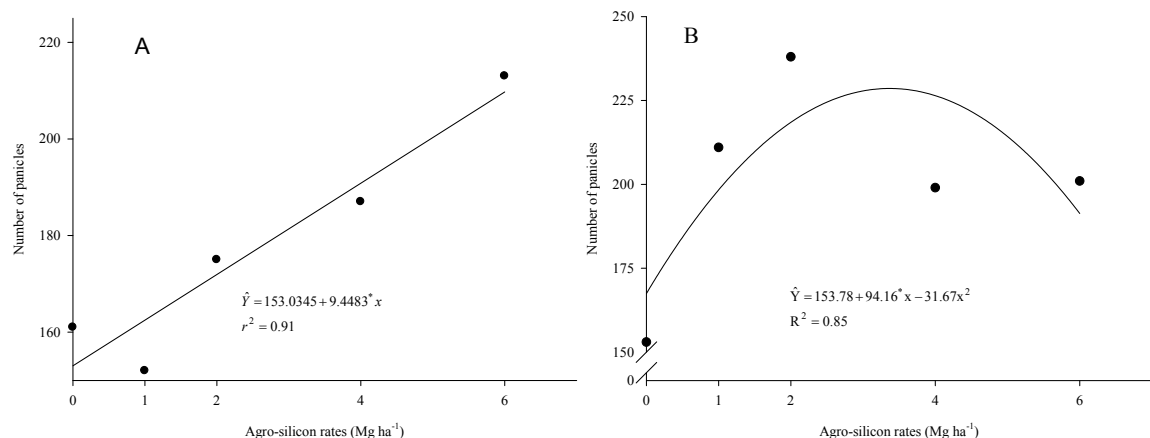 A
Number of panicles
220
200
180
160
Ŷ = 153.0345 + 9.4483* x
r² = 0.91
0 1 2 4 6
Agro-silicon rates (Mg ha⁻¹)
B
Number of panicles
250
225
200
175
150
0
Ŷ = 153.78 + 94.16* x − 31.67x²
R² = 0.85
0 1 2 4 6
Agro-silicon rates (Mg ha⁻¹)